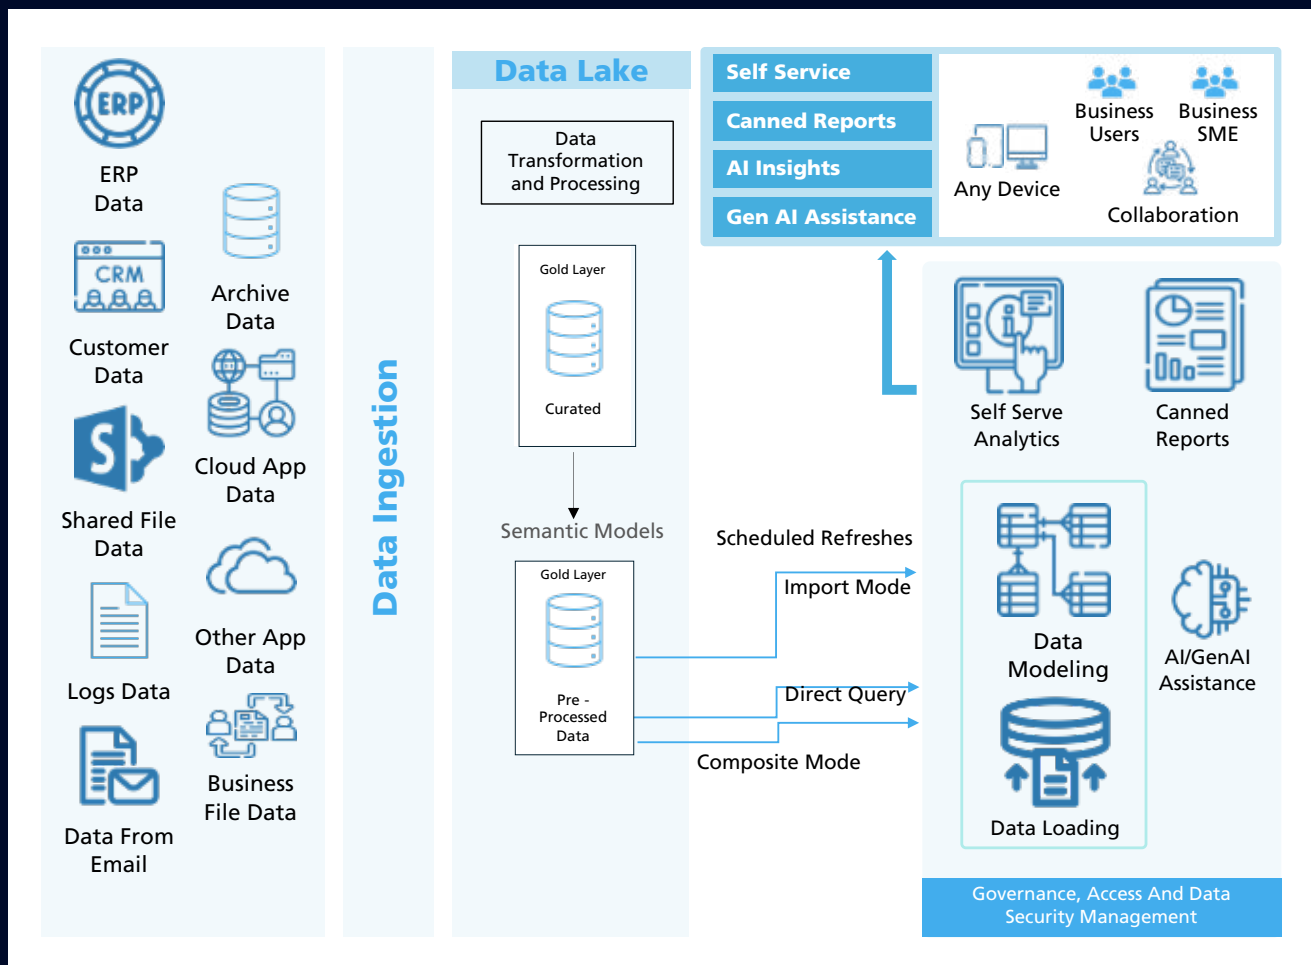 ERP
ERP
Data
CRM
Customer
Data
S
Shared File
Data
Logs Data
Data From
Email
Archive
Data
Cloud App
Data
Other App
Data
Business
File Data
Data Ingestion
Data Lake
Data
Transformation
and Processing
Gold Layer
Curated
Semantic Models
Gold Layer
Pre -
Processed
Data
Scheduled Refreshes
Import Mode
Direct Query
Composite Mode
Self Service
Canned Reports
AI Insights
Gen AI Assistance
Any Device
Business
Users
Business
SME
Collaboration
Self Serve
Analytics
Canned
Reports
Data
Modeling
Data Loading
AI/GenAI
Assistance
Governance, Access And Data
Security Management